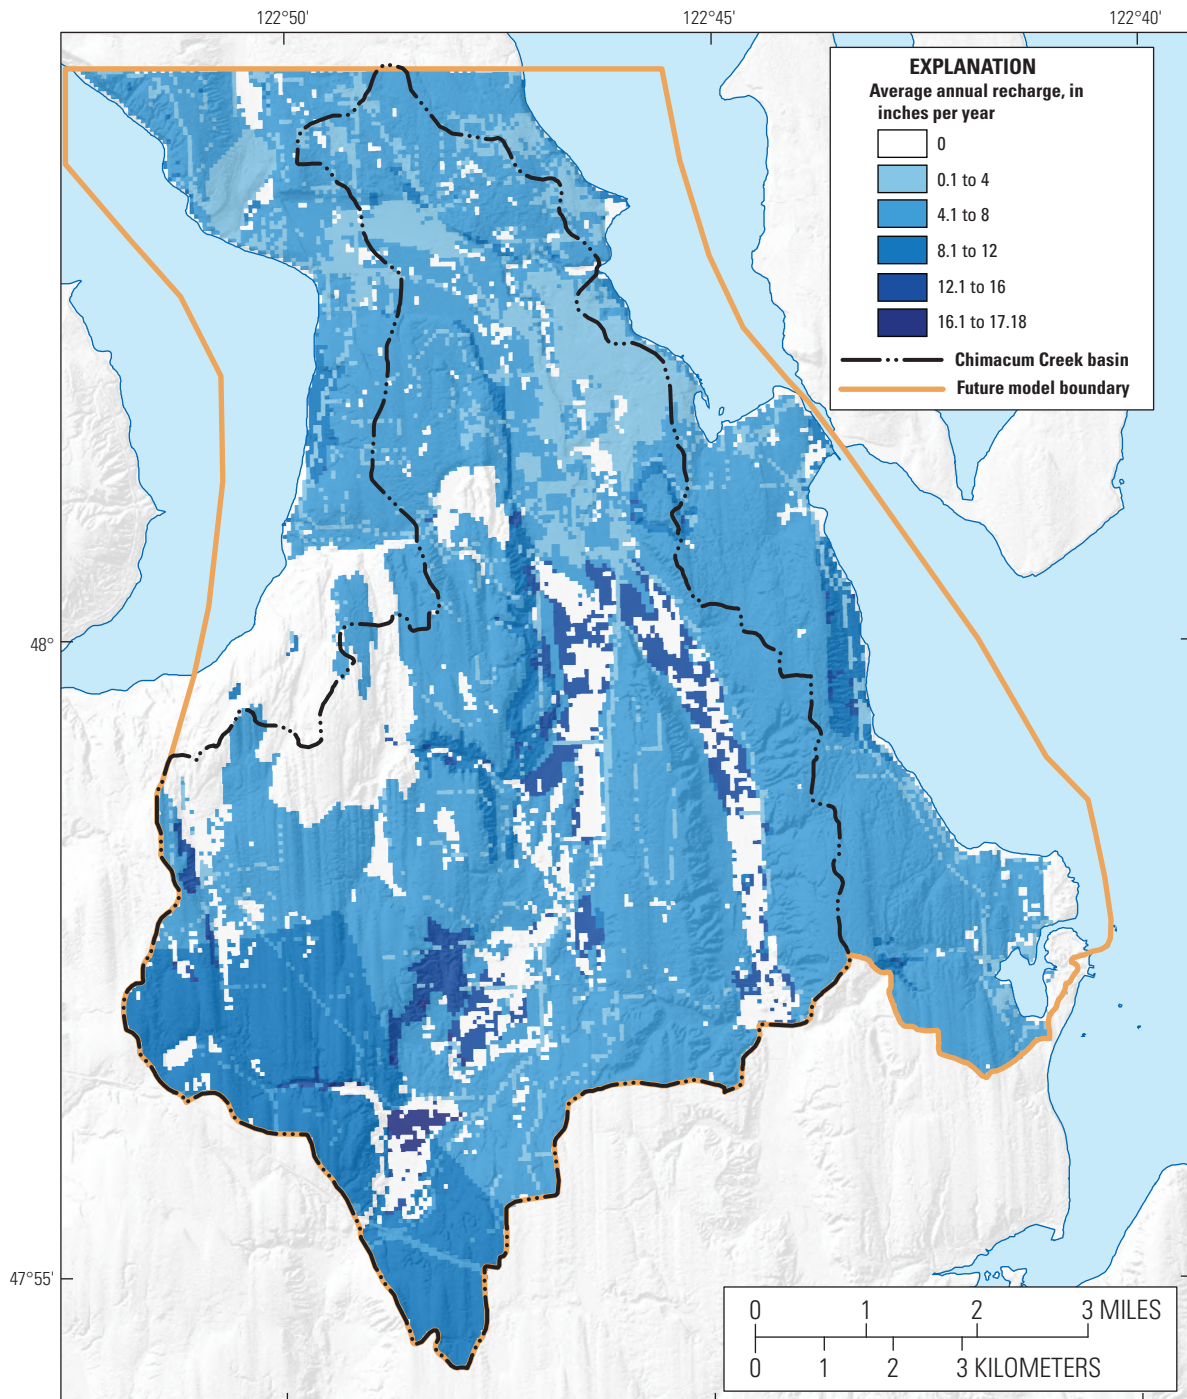 122°50'
122°45'
122°40'
EXPLANATION
Average annual recharge, in
inches per year
0
0.1 to 4
4.1 to 8
8.1 to 12
12.1 to 16
16.1 to 17.18
Chimacum Creek basin
Future model boundary
48°
47°55'
0 1 2 3 MILES
0 1 2 3 KILOMETERS